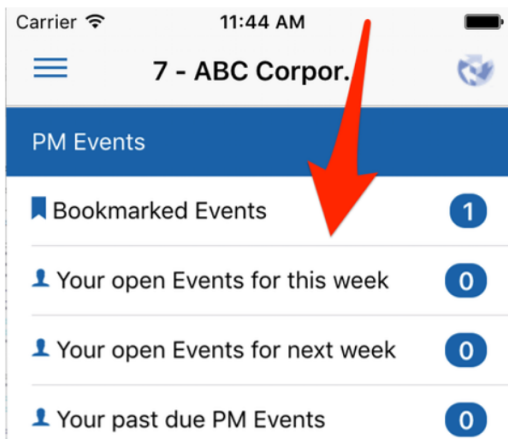 Carrier 11:44 AM
7 - ABC Corpor.
PM Events
Bookmarked Events 1
Your open Events for this week 0
Your open Events for next week 0
Your past due PM Events 0